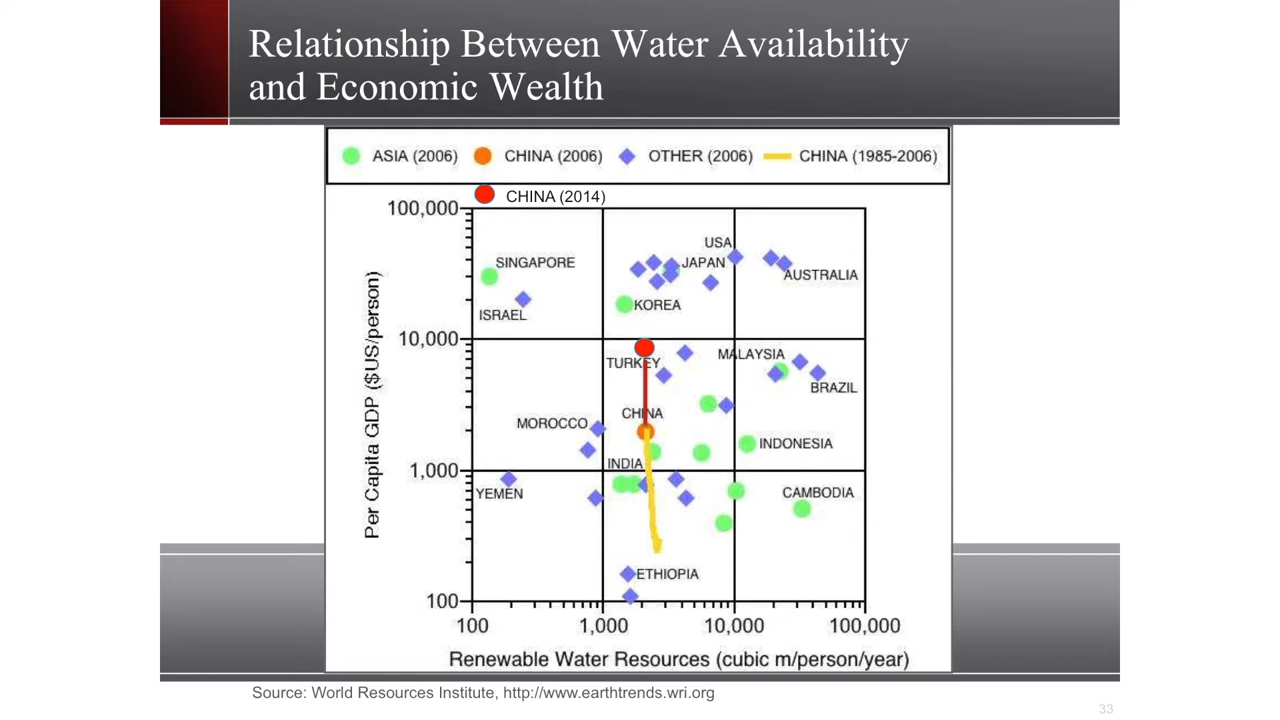 Relationship Between Water Availability
and Economic Wealth
ASIA (2006) CHINA (2006) OTHER (2006) CHINA (1985-2006)
CHINA (2014)
100,000
USA
SINGAPORE JAPAN
AUSTRALIA
KOREA
ISRAEL
10,000
MALAYSIA
TURKEY
BRAZIL
CHINA
MOROCCO
INDONESIA
INDIA
1,000
YEMEN CAMBODIA
ETHIOPIA
100
Per Capita GDP ($US/person)
100 1,000 10,000 100,000
Renewable Water Resources (cubic m/person/year)
Source: World Resources Institute, http://www.earthtrends.wri.org
33